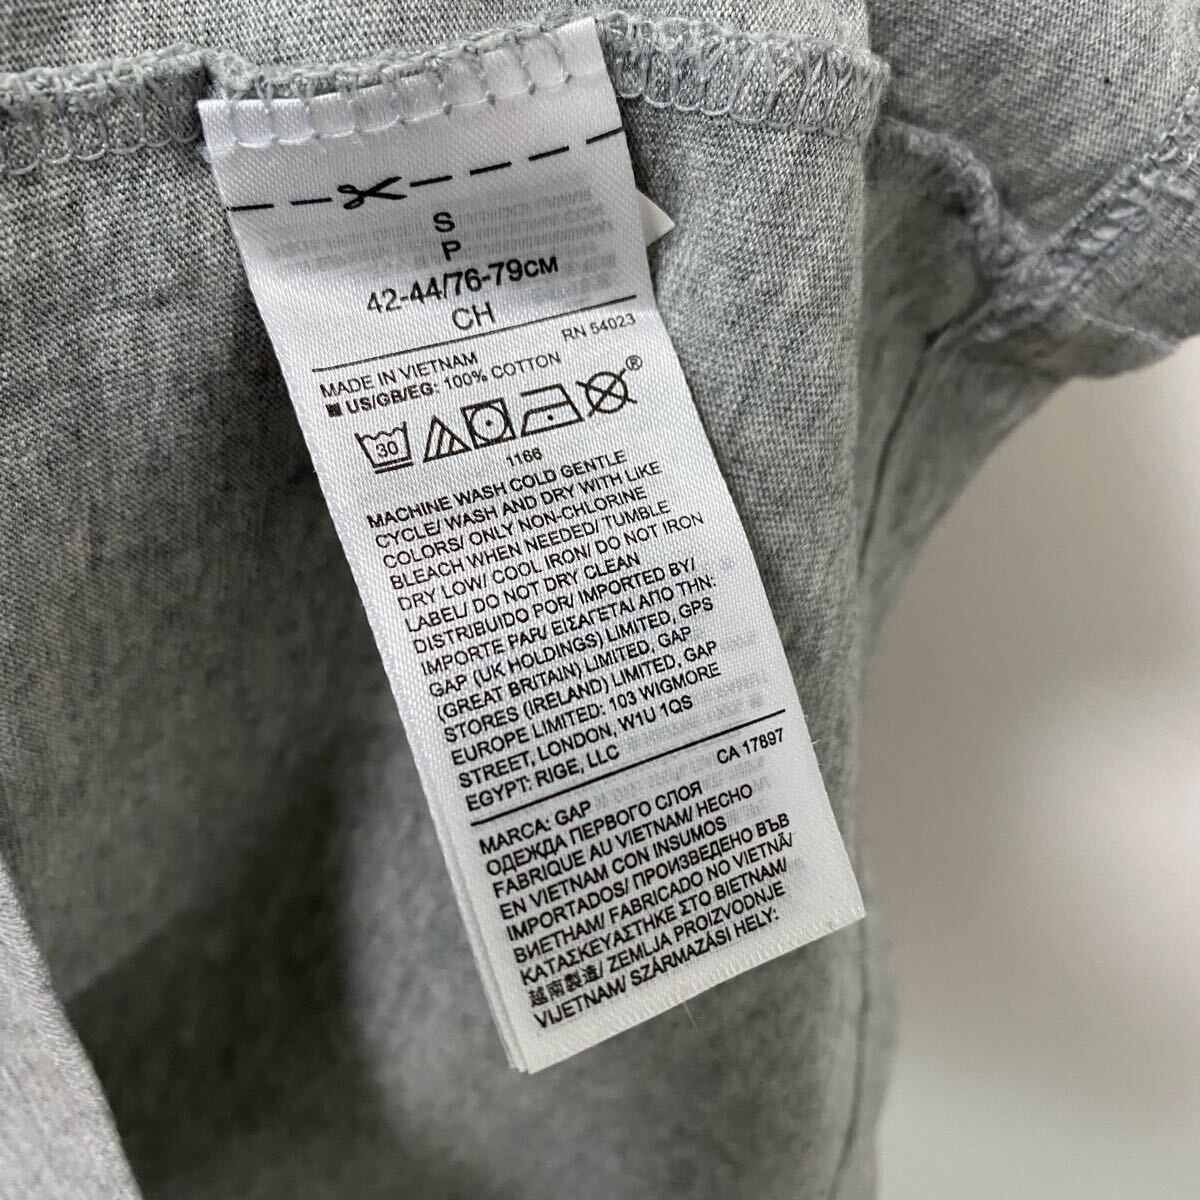 S
P
42-44/76-79CM
CH
RN 54023
MADE IN VIETNAM
US/GB/EG: 100% COTTON
30
®
1166
MACHINE WASH COLD GENTLE
CYCLE/ WASH AND DRY WITH LIKE
COLORS/ ONLY NON-CHLORINE
BLEACH WHEN NEEDED/ TUMBLE
DRY LOW/ COOL IRON/ DO NOT IRON
LABEL/ DO NOT DRY CLEAN
DISTRIBUIDO POR/ IMPORTED BY/
IMPORTE PAR/ ΕΙΣΑΓΕΤΑΙ ΑΠΟ ΤΗΝ:
GAP (UK HOLDINGS) LIMITED, GPS
(GREAT BRITAIN) LIMITED, GAP
STORES (IRELAND) LIMITED, GAP
EUROPE LIMITED: 103 WIGMORE
STREET, LONDON, W1U 1QS
EGYPT: RIGE, LLC
CA 17897
MARCA: GAP
ОДЕЖДА ПЕРВОГО СЛОЯ
FABRIQUE AU VIETNAM/ HECHO
EN VIETNAM CON INSUMOS
IMPORTADOS/ ПРОИЗВЕДЕНО ВЪВ
ВИЕТНАМ/ FABRICADO NO VIETNÃ/
ΚΑΤΑΣΚΕΥΑΣΤΗΚΕ ΣΤΟ ΒΙΕΤΝΑΜ/
越南製造/ ZEMLJA PROIZVODNJE
VIJETNAM/ SZÁRMAZÁSI HELY: